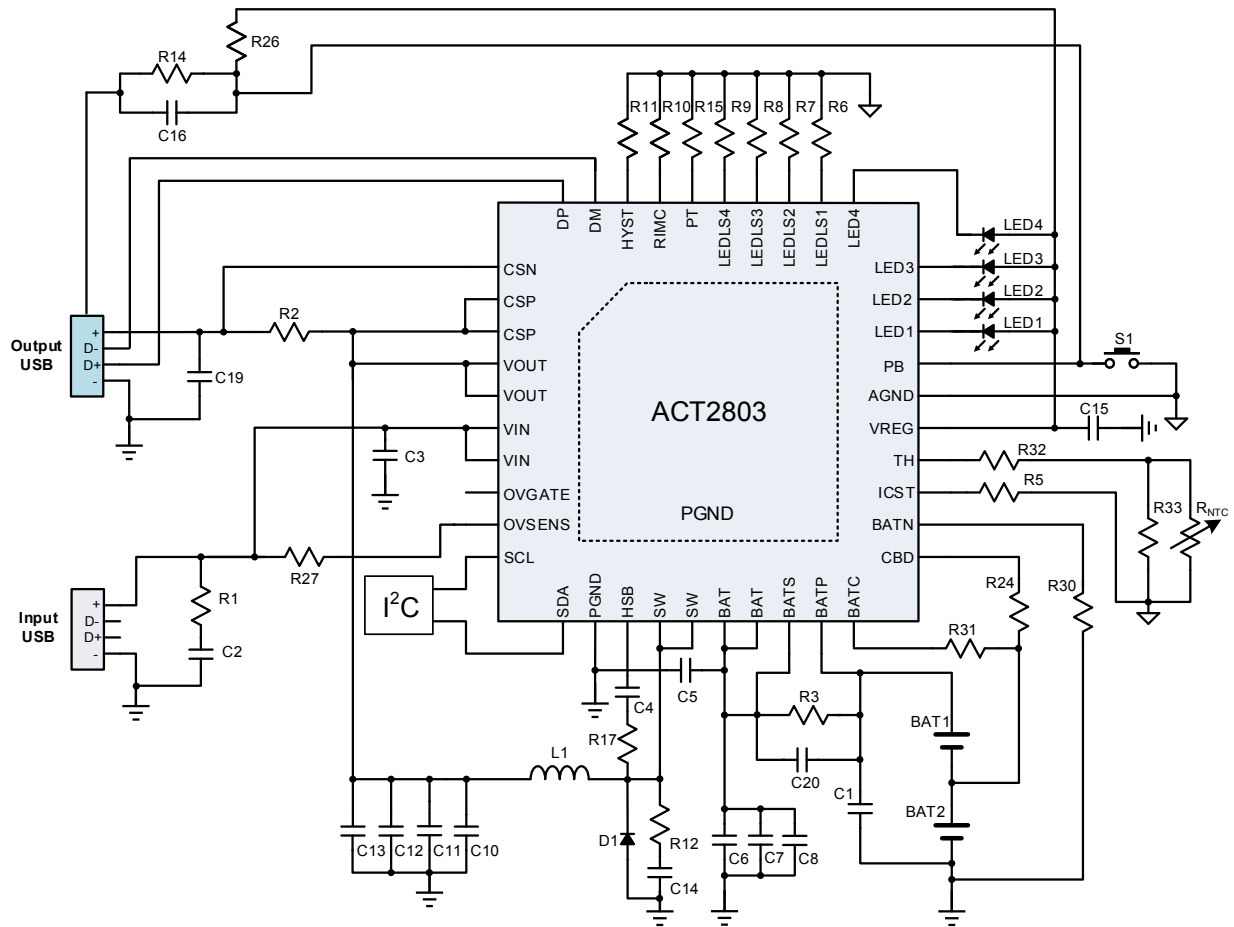 R26
R14
C16
R11
R10
R15
R9
R8
R7
R6
DP
DM
HYST
RIMC
PT
LEDLS4
LEDLS3
LEDLS2
LEDLS1
LED4
LED4
LED3
LED2
LED1
CSN
CSP
CSP
VOUT
VOUT
VIN
VIN
OVGATE
OVSENS
SCL
LED3
LED2
LED1
PB
AGND
VREG
TH
ICST
BATN
CBD
ACT2803
PGND
Output
USB
+
D-
D+
-
R2
C19
C3
S1
C15
R32
R5
R33
RNTC
R27
Input
USB
+
D-
D+
-
R1
C2
I2C
SDA
PGND
HSB
SW
SW
BAT
BAT
BATS
BATP
BATC
R24
R30
R31
C5
C4
R17
R3
C20
C1
BAT1
BAT2
L1
D1
R12
C14
C13
C12
C11
C10
C6
C7
C8